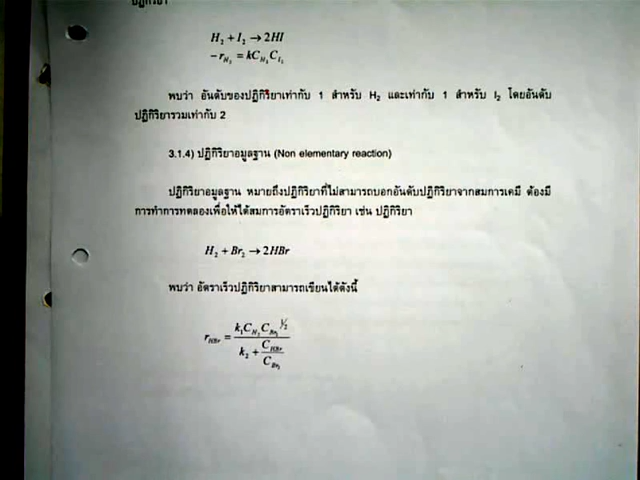 ปฏิกิริยา
H₂ + I₂ → 2HI
−r_H₂ = kC_H₂C_I₂
พบว่า อันดับของปฏิกิริยาเท่ากับ 1 สำหรับ H₂ และเท่ากับ 1 สำหรับ I₂ โดยอันดับ
ปฏิกิริยารวมเท่ากับ 2
3.1.4) ปฏิกิริยาอมูลฐาน (Non elementary reaction)
ปฏิกิริยาอมูลฐาน หมายถึงปฏิกิริยาที่ไม่สามารถบอกอันดับปฏิกิริยาจากสมการเคมี ต้องมี
การทำการทดลองเพื่อให้ได้สมการอัตราเร็วปฏิกิริยา เช่น ปฏิกิริยา
H₂ + Br₂ → 2HBr
พบว่า อัตราเร็วปฏิกิริยาสามารถเขียนได้ดังนี้
r_HBr = (k₁C_H₂C_Br₂^½) / (k₂ + C_HBr/C_Br₂)